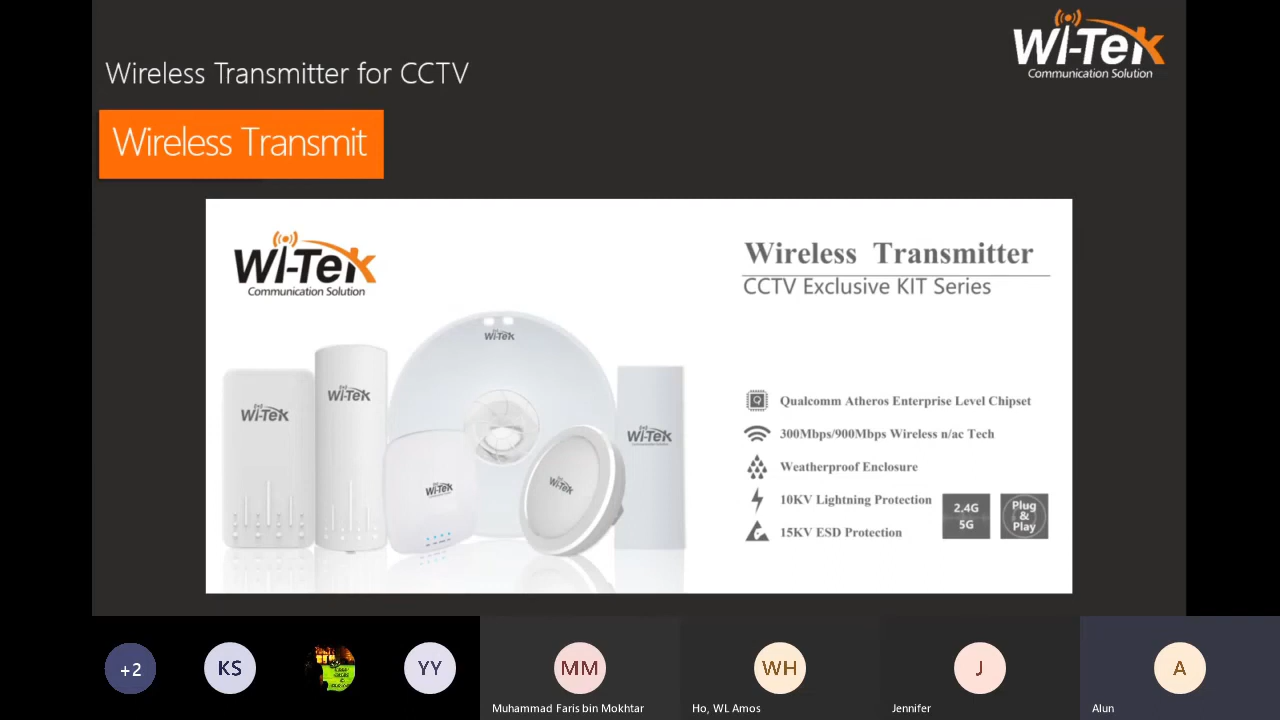 Wireless Transmitter for CCTV
Wi-Tek
Communication Solution
Wireless Transmit
Wi-Tek
Communication Solution
Wireless Transmitter
CCTV Exclusive KIT Series
Wi-Tek
Wi-Tek
Wi-Tek
Wi-Tek
Wi-Tek
Wi-Tek
Qualcomm Atheros Enterprise Level Chipset
300Mbps/900Mbps Wireless n/ac Tech
Weatherproof Enclosure
10KV Lightning Protection
15KV ESD Protection
2.4G
5G
Plug
&
Play
+2
KS
YY
MM
WH
J
A
Muhammad Faris bin Mokhtar
Ho, WL Amos
Jennifer
Alun